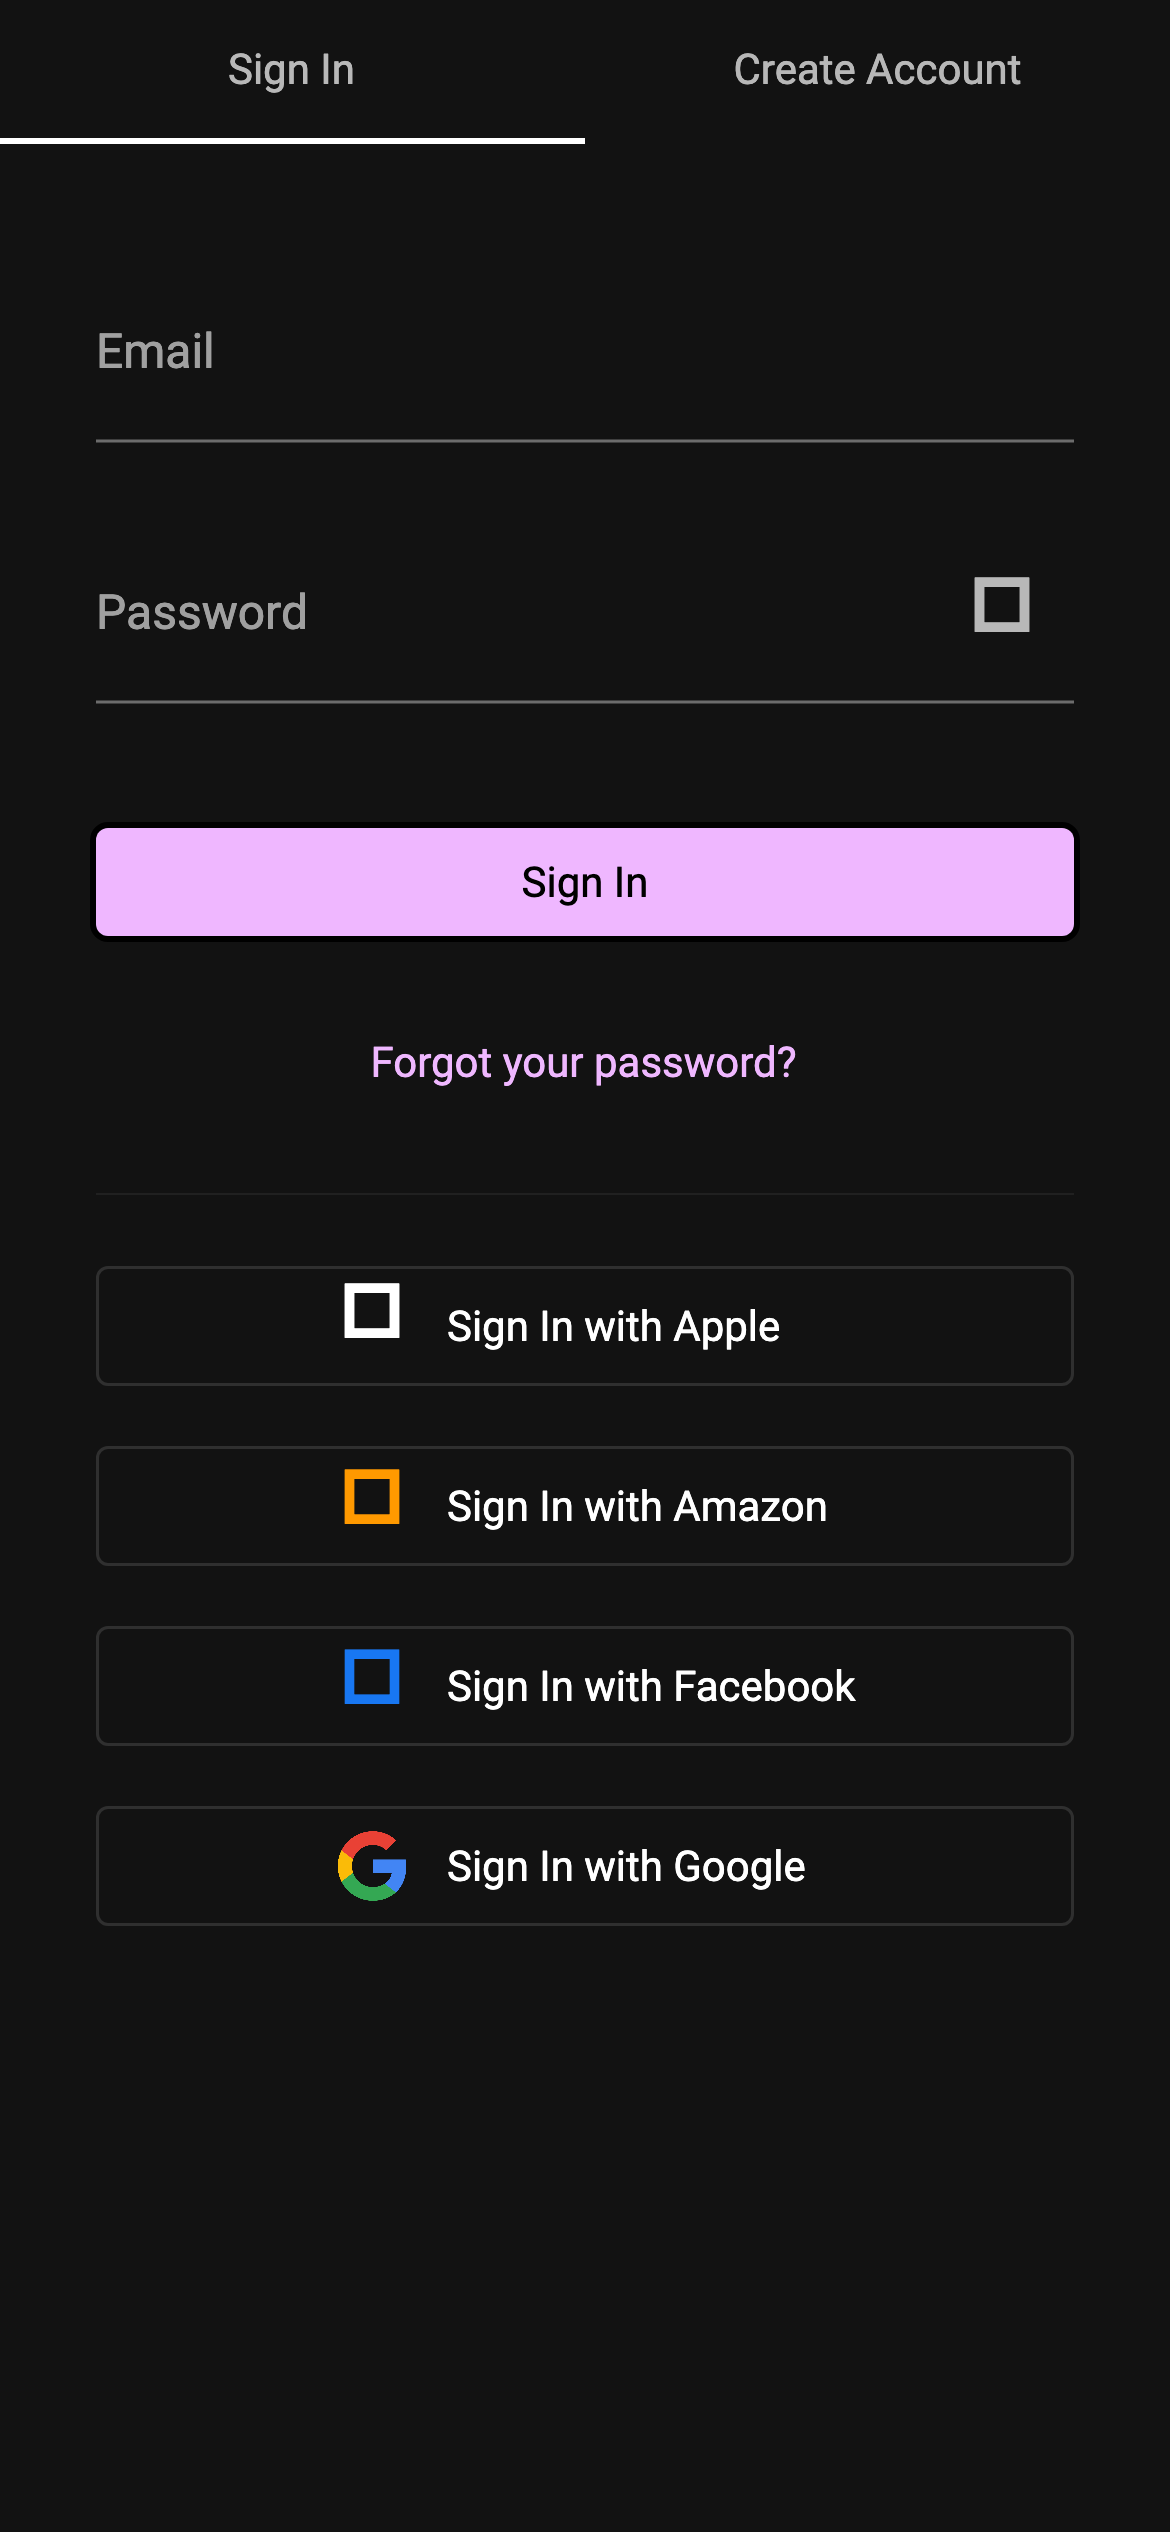 Sign In
Create Account
Email
Password
Sign In
Forgot your password?
Sign In with Apple
Sign In with Amazon
Sign In with Facebook
Sign In with Google